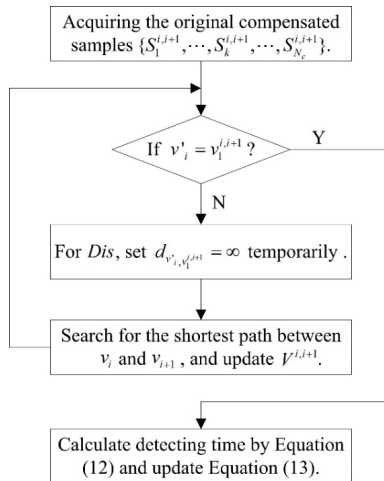 Acquiring the original compensated
samples {S_1^{i,i+1}, ⋯, S_k^{i,i+1}, ⋯, S_{N_c}^{i,i+1}}.
If v'_i = v_1^{i,i+1} ?
Y
N
For Dis, set d_{v'_i, v_1^{i,i+1}} = ∞ temporarily .
Search for the shortest path between
v_i and v_{i+1} , and update V^{i,i+1}.
Calculate detecting time by Equation
(12) and update Equation (13).